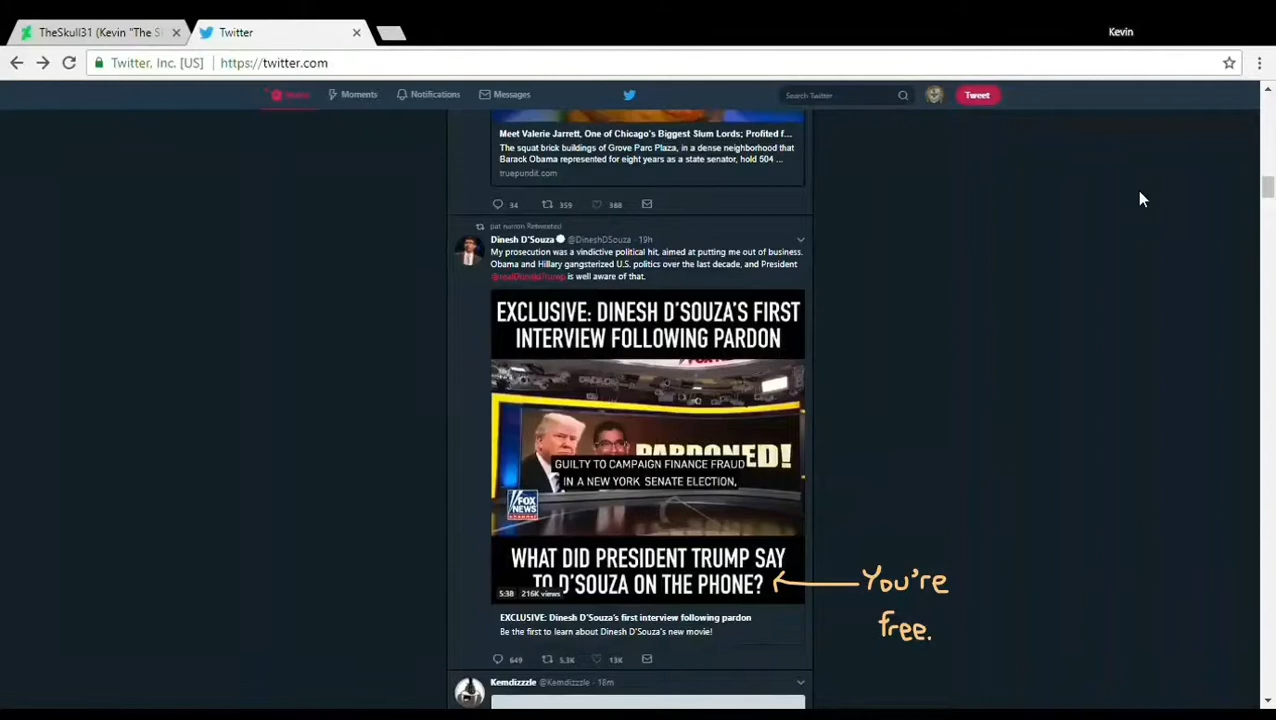 TheSkull31 (Kevin "The S
Twitter
Kevin
Twitter, Inc. [US] https://twitter.com
Home Moments Notifications Messages Search Twitter Tweet
Meet Valerie Jarrett, One of Chicago's Biggest Slum Lords; Profited f...
The squat brick buildings of Grove Parc Plaza, in a dense neighborhood that
Barack Obama represented for eight years as a state senator, hold 504 ...
truepundit.com
34 359 388
Retweeted
Dinesh D'Souza @DineshDSouza · 19h
My prosecution was a vindictive political hit, aimed at putting me out of business.
Obama and Hillary gangsterized U.S. politics over the last decade, and President
@realDonaldTrump is well aware of that.
EXCLUSIVE: DINESH D'SOUZA'S FIRST
INTERVIEW FOLLOWING PARDON
PARDONED!
GUILTY TO CAMPAIGN FINANCE FRAUD
IN A NEW YORK SENATE ELECTION,
FOX
NEWS
channel
WHAT DID PRESIDENT TRUMP SAY
TO D'SOUZA ON THE PHONE?
You're
free.
5:38 216K views
EXCLUSIVE: Dinesh D'Souza's first interview following pardon
Be the first to learn about Dinesh D'Souza's new movie!
649 5.3K 13K
Kemdizzzle @Kemdizzzle · 18m